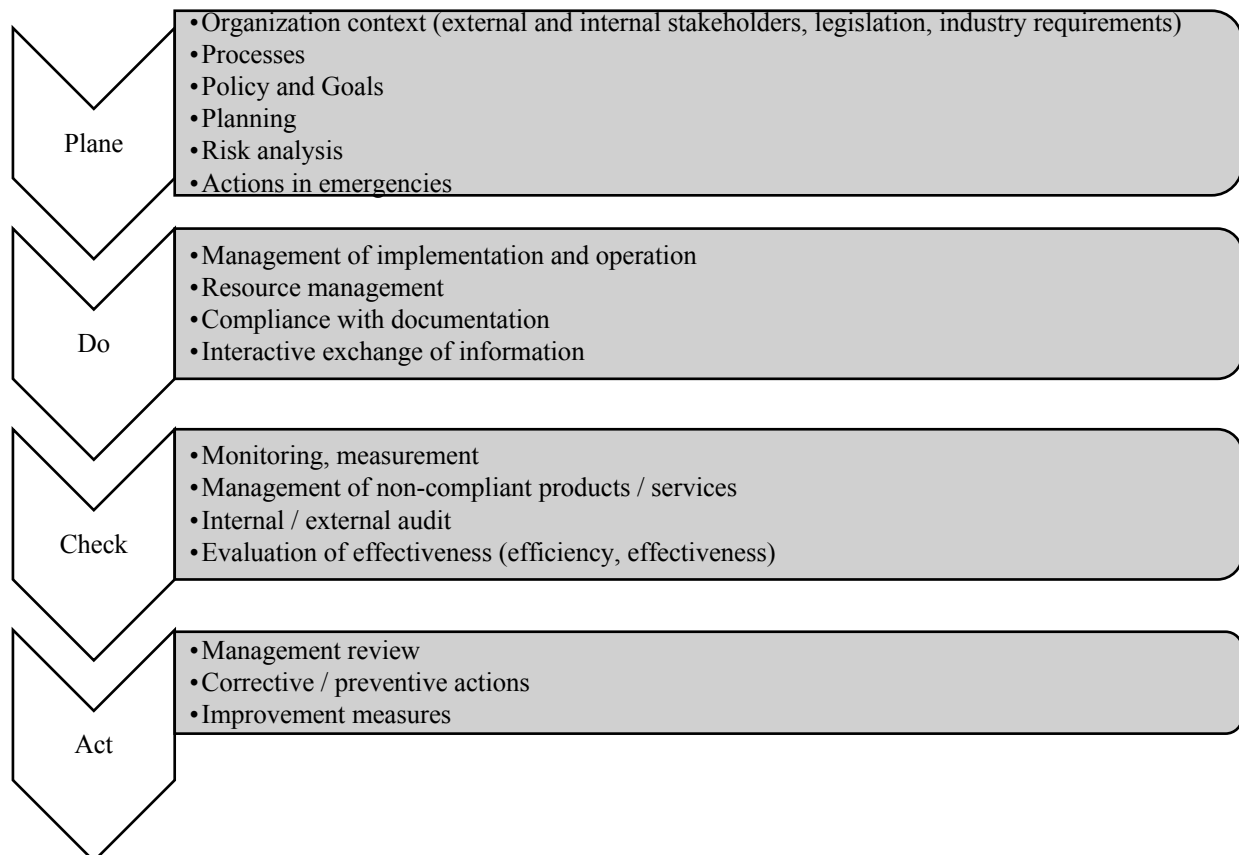 Plane
•Organization context (external and internal stakeholders, legislation, industry requirements)
•Processes
•Policy and Goals
•Planning
•Risk analysis
•Actions in emergencies
Do
•Management of implementation and operation
•Resource management
•Compliance with documentation
•Interactive exchange of information
Check
•Monitoring, measurement
•Management of non-compliant products / services
•Internal / external audit
•Evaluation of effectiveness (efficiency, effectiveness)
Act
•Management review
•Corrective / preventive actions
•Improvement measures